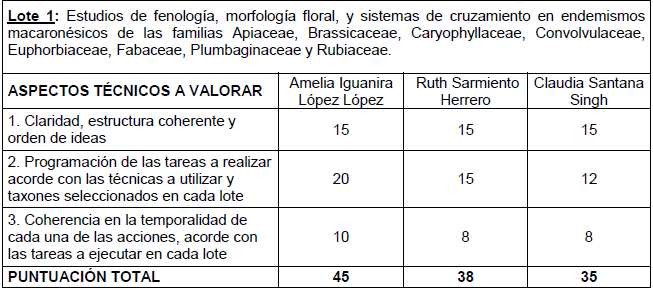 Lote 1: Estudios de fenología, morfología floral, y sistemas de cruzamiento en endemismos
macaronésicos de las familias Apiaceae, Brassicaceae, Caryophyllaceae, Convolvulaceae,
Euphorbiaceae, Fabaceae, Plumbaginaceae y Rubiaceae.
ASPECTOS TÉCNICOS A VALORAR Amelia Iguanira López López Ruth Sarmiento Herrero Claudia Santana Singh
1. Claridad, estructura coherente y
orden de ideas 15 15 15
2. Programación de las tareas a realizar
acorde con las técnicas a utilizar y
taxones seleccionados en cada lote 20 15 12
3. Coherencia en la temporalidad de
cada una de las acciones, acorde con
las tareas a ejecutar en cada lote 10 8 8
PUNTUACIÓN TOTAL 45 38 35